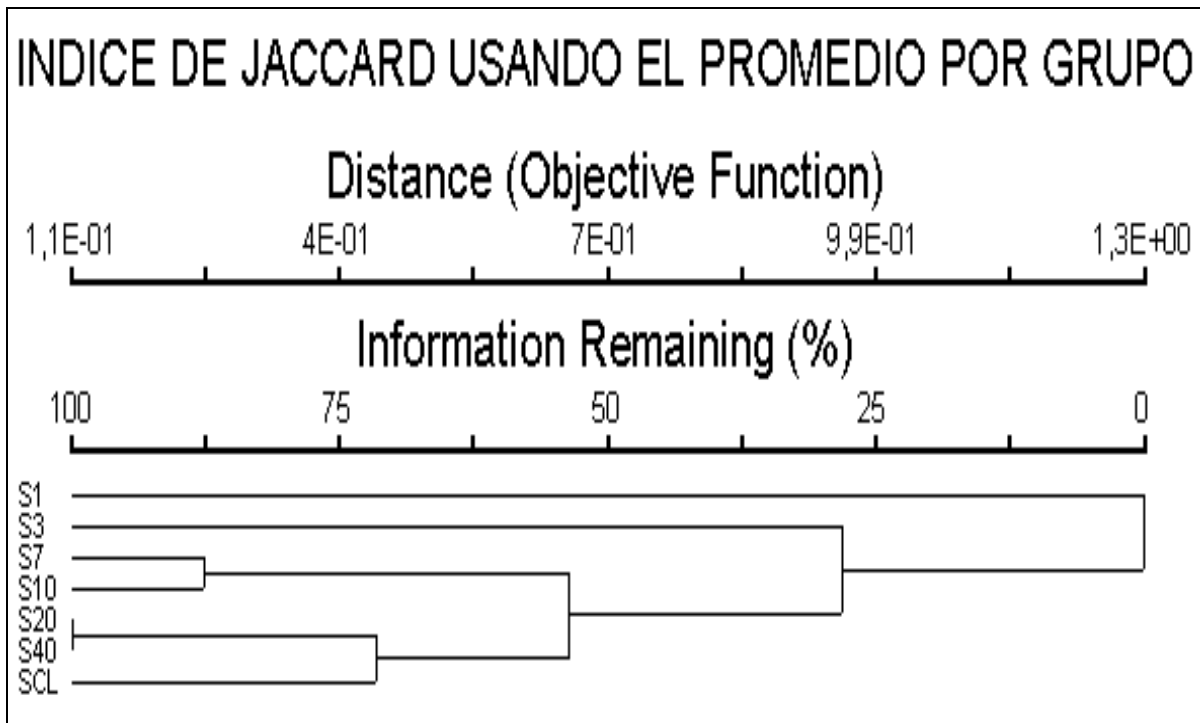 INDICE DE JACCARD USANDO EL PROMEDIO POR GRUPO
Distance (Objective Function)
1,1E-01 4E-01 7E-01 9,9E-01 1,3E+00
Information Remaining (%)
100 75 50 25 0
S1
S3
S7
S10
S20
S40
SCL